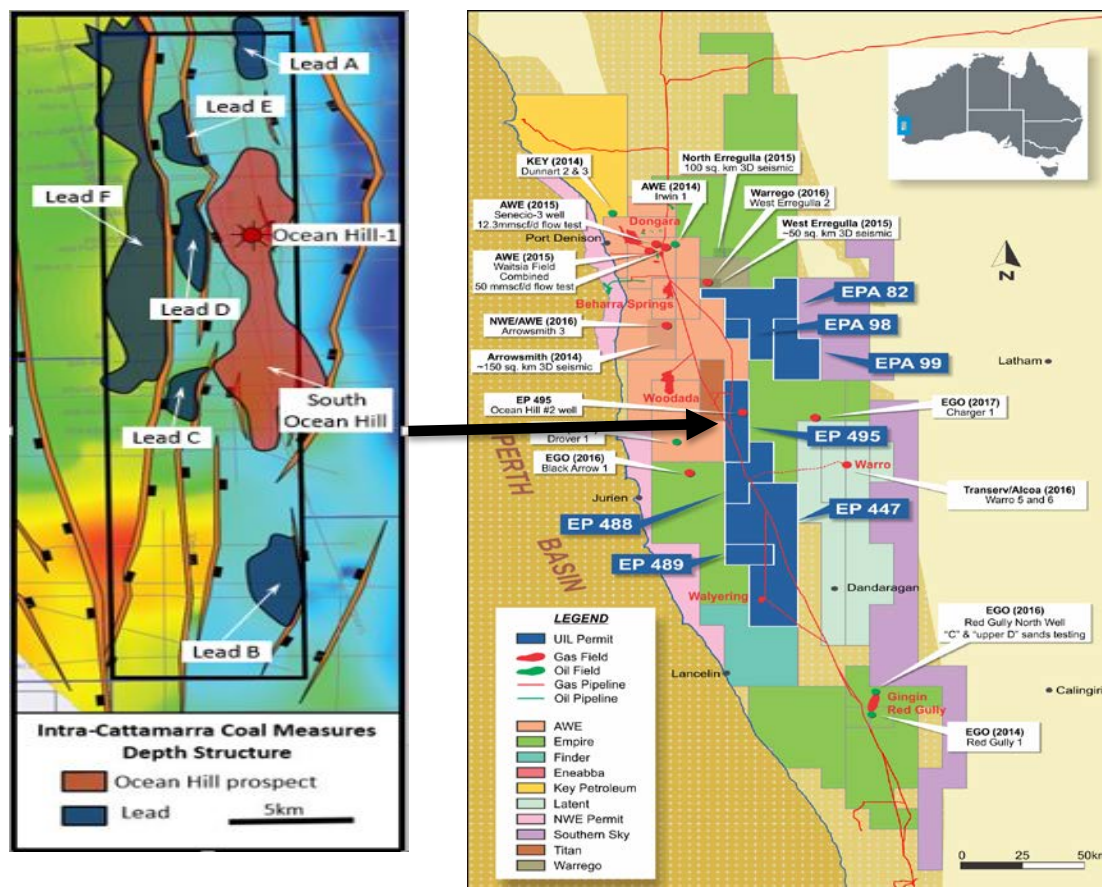 Lead A
Lead E
Lead F
Ocean Hill-1
Lead D
South
Ocean Hill
Lead C
Lead B
Intra-Cattamarra Coal Measures
Depth Structure
Ocean Hill prospect
Lead
5km
KEY (2014)
Dunnart 2 & 3
North Erregulla (2015)
100 sq. km 3D seismic
AWE (2014)
Irwin 1
Warrego (2016)
West Erregulla 2
AWE (2015)
Senecio-3 well
12.3mmscf/d flow test
Dongara
West Erregulla (2015)
~50 sq. km 3D seismic
Port Denison
AWE (2015)
Waitsia Field
Combined
50 mmscf/d flow test
N
Beharra Springs
EPA 82
NWE/AWE (2016)
Arrowsmith 3
EPA 98
Arrowsmith (2014)
~150 sq. km 3D seismic
EPA 99
Latham
Woodada
EP 495
Ocean Hill #2 well
EGO (2017)
Charger 1
Drover 1
EP 495
EGO (2016)
Black Arrow 1
Warro
Jurien
Transerv/Alcoa (2016)
Warro 5 and 6
EP 488
EP 447
PERTH
BASIN
EP 489
Walyering
Dandaragan
LEGEND
UIL Permit
Gas Field
Oil Field
Gas Pipeline
Oil Pipeline
AWE
Empire
Finder
Eneabba
Key Petroleum
Latent
NWE Permit
Southern Sky
Titan
Warrego
EGO (2016)
Red Gully North Well
"C" & "upper D" sands testing
Lancelin
Gingin
Red Gully
Calingiri
EGO (2014)
Red Gully 1
0 25 50km